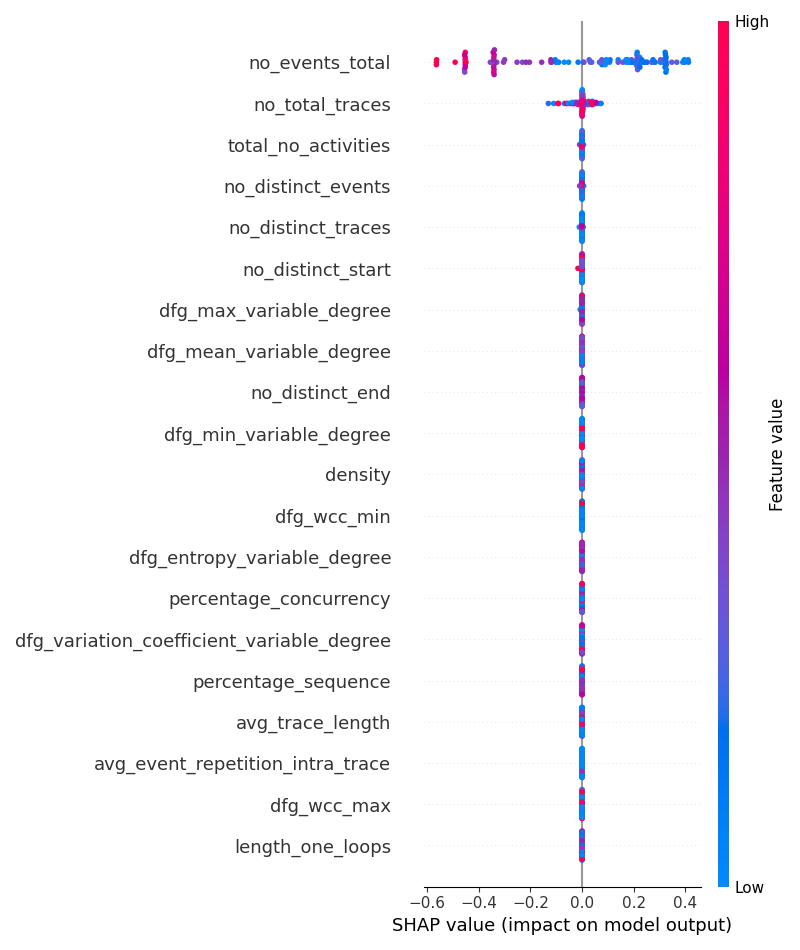 High
no_events_total
no_total_traces
total_no_activities
no_distinct_events
no_distinct_traces
no_distinct_start
dfg_max_variable_degree
dfg_mean_variable_degree
no_distinct_end
dfg_min_variable_degree
density
dfg_wcc_min
dfg_entropy_variable_degree
percentage_concurrency
dfg_variation_coefficient_variable_degree
percentage_sequence
avg_trace_length
avg_event_repetition_intra_trace
dfg_wcc_max
length_one_loops
Feature value
Low
−0.6 −0.4 −0.2 0.0 0.2 0.4
SHAP value (impact on model output)